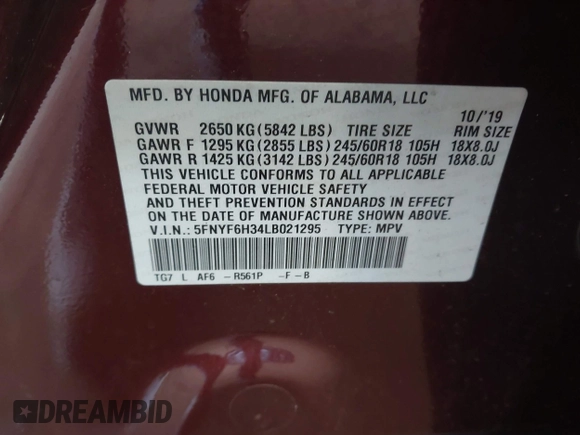 MFD. BY HONDA MFG. OF ALABAMA, LLC
10/'19
GVWR 2650 KG (5842 LBS) TIRE SIZE RIM SIZE
GAWR F 1295 KG (2855 LBS) 245/60R18 105H 18X8.0J
GAWR R 1425 KG (3142 LBS) 245/60R18 105H 18X8.0J
THIS VEHICLE CONFORMS TO ALL APPLICABLE
FEDERAL MOTOR VEHICLE SAFETY
AND THEFT PREVENTION STANDARDS IN EFFECT
ON THE DATE OF MANUFACTURE SHOWN ABOVE.
V.I.N.: 5FNYF6H34LB021295 TYPE: MPV
TG7 L AF6 -R561P -F-B
DREAMBID